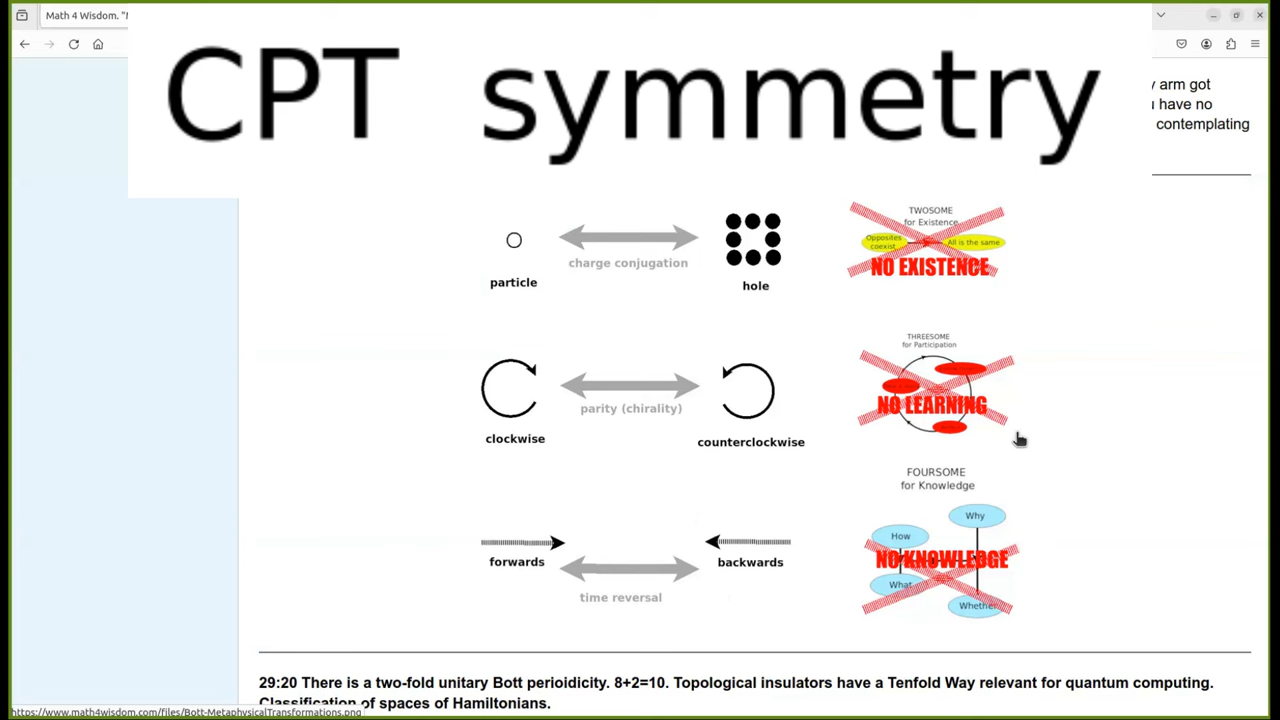 Math 4 Wisdom. "M
CPT symmetry
y arm got
u have no
contemplating
particle
charge conjugation
hole
TWOSOME
for Existence
Opposites
coexist
All is the same
NO EXISTENCE
clockwise
parity (chirality)
counterclockwise
THREESOME
for Participation
NO LEARNING
forwards
time reversal
backwards
FOURSOME
for Knowledge
Why
How
NO KNOWLEDGE
What
Whether
29:20 There is a two-fold unitary Bott perioidicity. 8+2=10. Topological insulators have a Tenfold Way relevant for quantum computing.
Classification of spaces of Hamiltonians.
https://www.math4wisdom.com/files/Bott-MetaphysicalTransformations.png